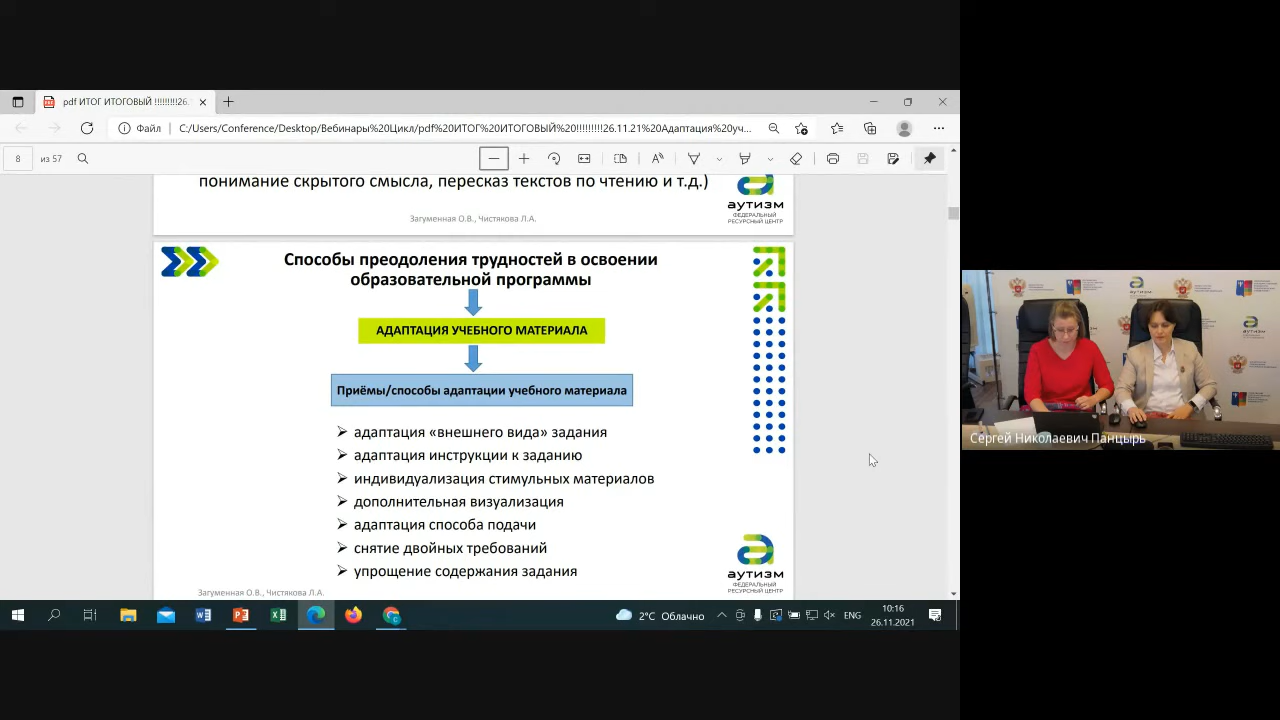 pdf ИТОГ ИТОГОВЫЙ !!!!!!!!!26.
Файл
C:/Users/Conference/Desktop/Вебинары%20Цикл/pdf%20ИТОГ%20ИТОГОВЫЙ%20!!!!!!!!!26.11.21%20Адаптация%20уч...
8 из 57
понимание скрытого смысла, пересказ текстов по чтению и т.д.)
Загуменная О.В., Чистякова Л.А.
аутизм
ФЕДЕРАЛЬНЫЙ
РЕСУРСНЫЙ ЦЕНТР
Способы преодоления трудностей в освоении
образовательной программы
АДАПТАЦИЯ УЧЕБНОГО МАТЕРИАЛА
Приёмы/способы адаптации учебного материала
адаптация «внешнего вида» задания
адаптация инструкции к заданию
индивидуализация стимульных материалов
дополнительная визуализация
адаптация способа подачи
снятие двойных требований
упрощение содержания задания
аутизм
ФЕДЕРАЛЬНЫЙ
РЕСУРСНЫЙ ЦЕНТР
Загуменная О.В., Чистякова Л.А.
Сергей Николаевич Панцырь
2°C Облачно
ENG
10:16
26.11.2021